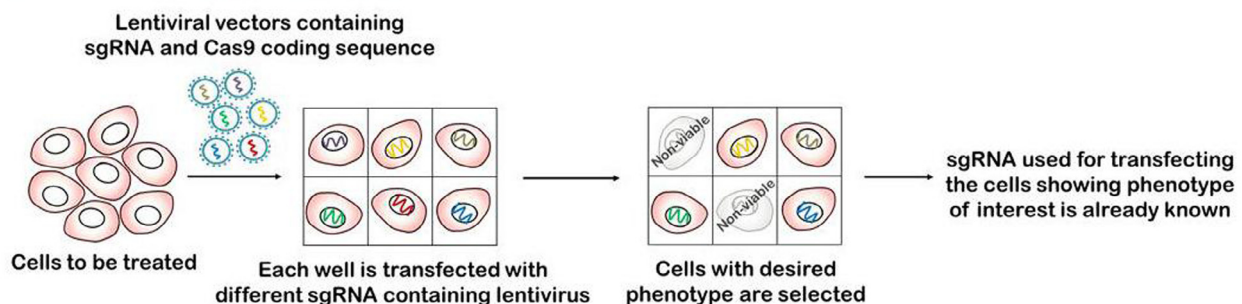 Lentiviral vectors containing
sgRNA and Cas9 coding sequence
Cells to be treated
Each well is transfected with
different sgRNA containing lentivirus
Non-viable
Non-viable
Cells with desired
phenotype are selected
sgRNA used for transfecting
the cells showing phenotype
of interest is already known